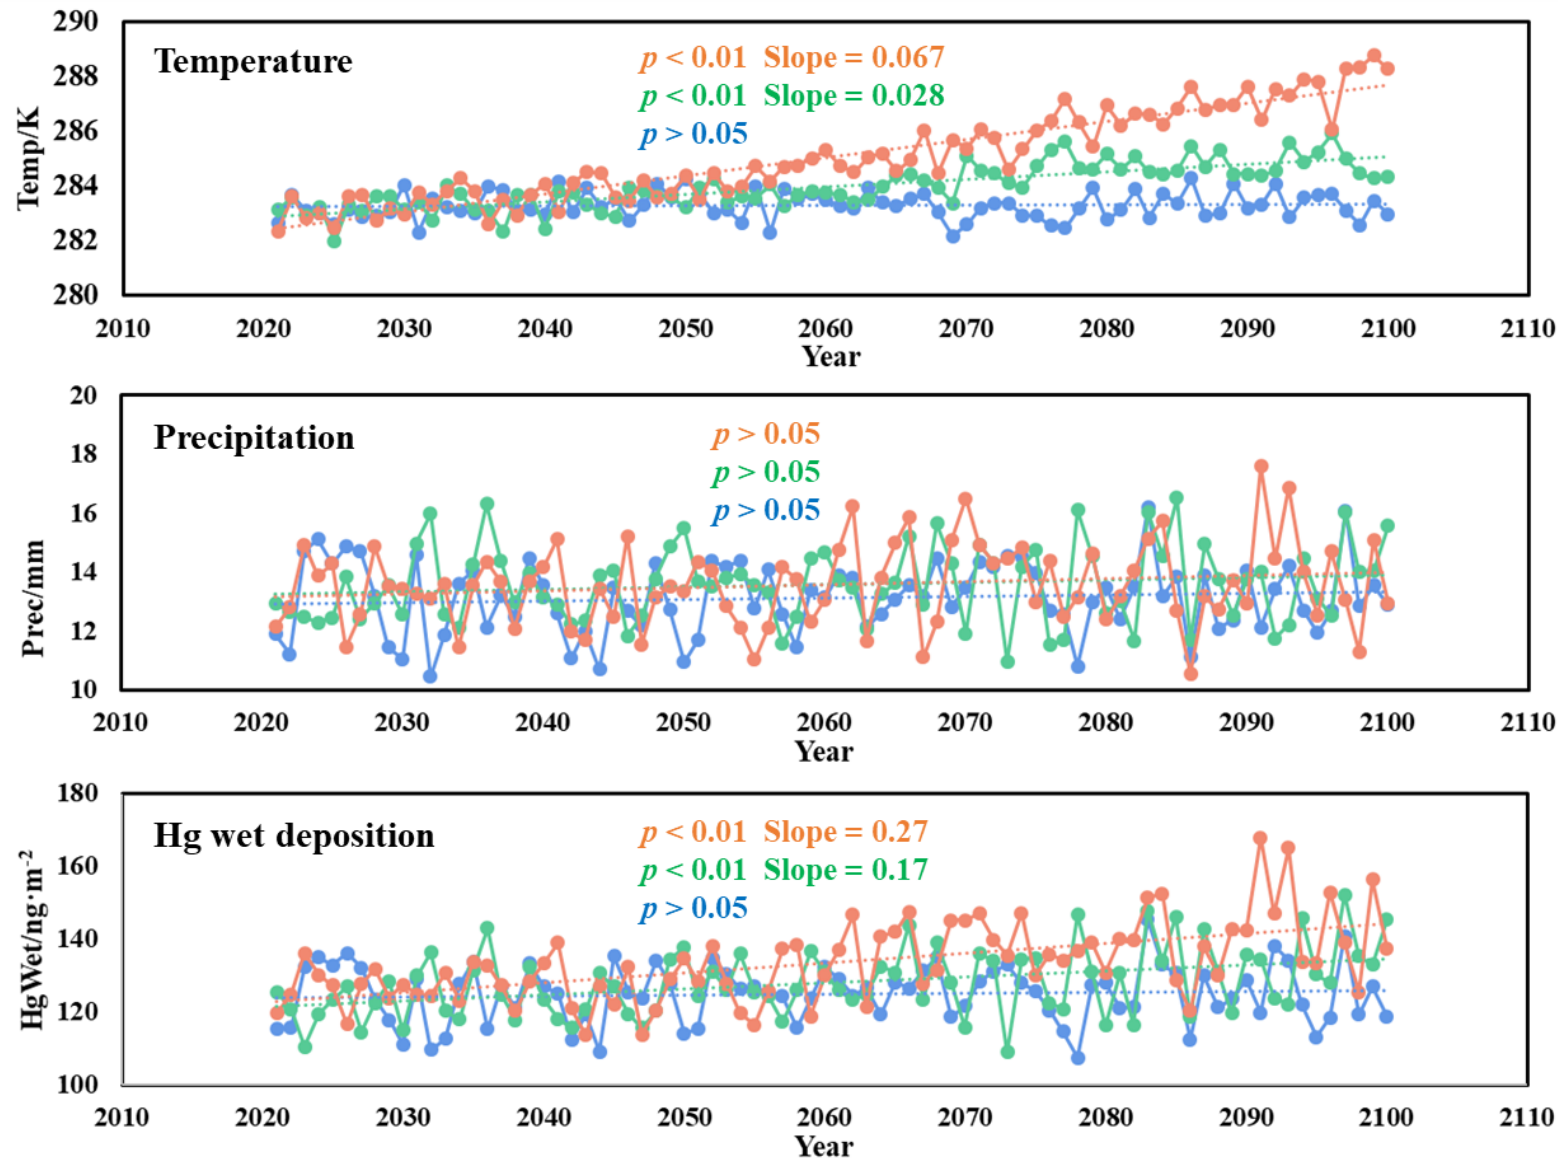 290
288
286
284
282
280
Temp/K
Temperature
p < 0.01 Slope = 0.067
p < 0.01 Slope = 0.028
p > 0.05
2010 2020 2030 2040 2050 2060 2070 2080 2090 2100 2110
Year
20
18
16
14
12
10
Prec/mm
Precipitation
p > 0.05
p > 0.05
p > 0.05
2010 2020 2030 2040 2050 2060 2070 2080 2090 2100 2110
Year
180
160
140
120
100
HgWet/ng·m⁻²
Hg wet deposition
p < 0.01 Slope = 0.27
p < 0.01 Slope = 0.17
p > 0.05
2010 2020 2030 2040 2050 2060 2070 2080 2090 2100 2110
Year